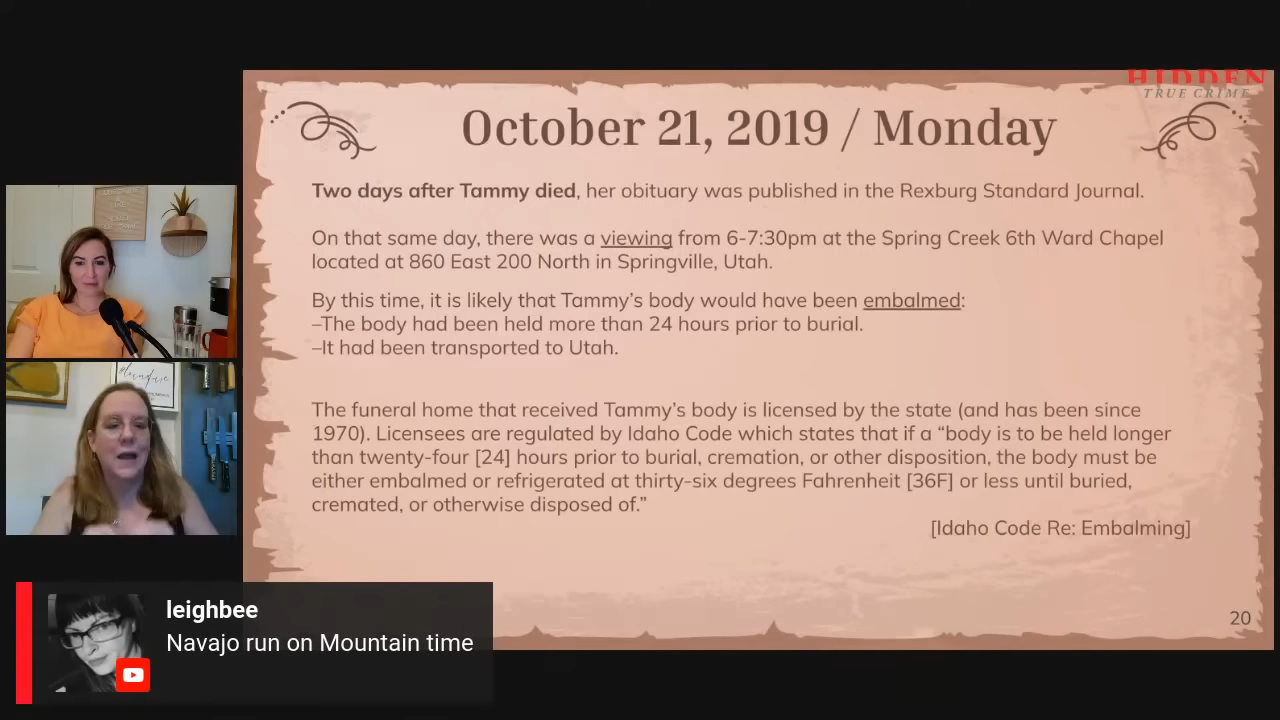 HIDDEN
TRUE CRIME
October 21, 2019 / Monday
Two days after Tammy died, her obituary was published in the Rexburg Standard Journal.
On that same day, there was a viewing from 6-7:30pm at the Spring Creek 6th Ward Chapel
located at 860 East 200 North in Springville, Utah.
By this time, it is likely that Tammy’s body would have been embalmed:
–The body had been held more than 24 hours prior to burial.
–It had been transported to Utah.
The funeral home that received Tammy’s body is licensed by the state (and has been since
1970). Licensees are regulated by Idaho Code which states that if a “body is to be held longer
than twenty-four [24] hours prior to burial, cremation, or other disposition, the body must be
either embalmed or refrigerated at thirty-six degrees Fahrenheit [36F] or less until buried,
cremated, or otherwise disposed of.”
[Idaho Code Re: Embalming]
20
leighbee
Navajo run on Mountain time